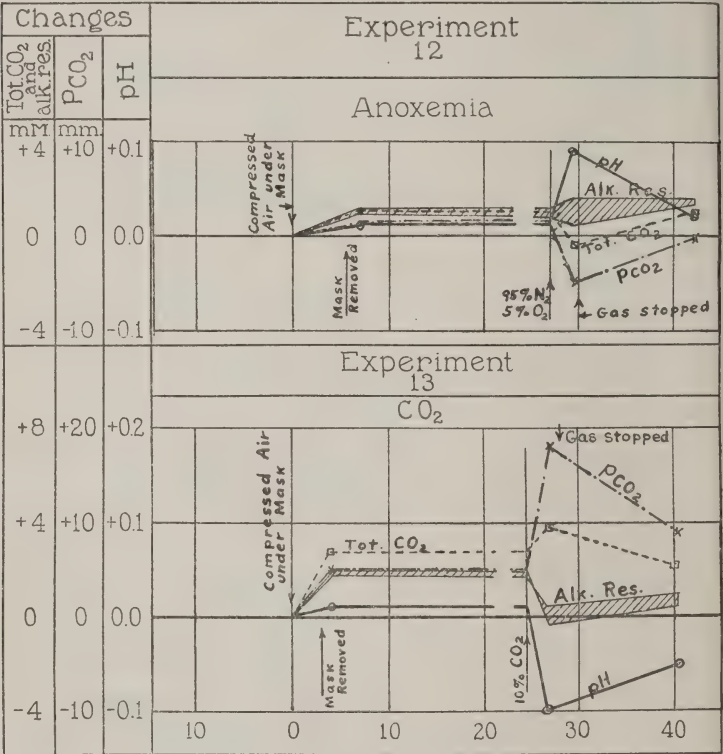 Changes
Tot. CO2
and
alk. res.
PCO2
pH
mM.
mm.
Experiment
12
Anoxemia
+4
+10
+0.1
0
0
0.0
-4
-10
-0.1
Compressed
Air under
Mask
Mask
Removed
95% N2
5% O2
Gas stopped
pH
Alk. Res.
Tot. CO2
PCO2
Experiment
13
CO2
+8
+20
+0.2
+4
+10
+0.1
0
0
0.0
-4
-10
-0.1
Compressed Air
under Mask
Mask
Removed
Tot. CO2
10% CO2
Gas stopped
PCO2
Alk. Res.
pH
10
0
10
20
30
40